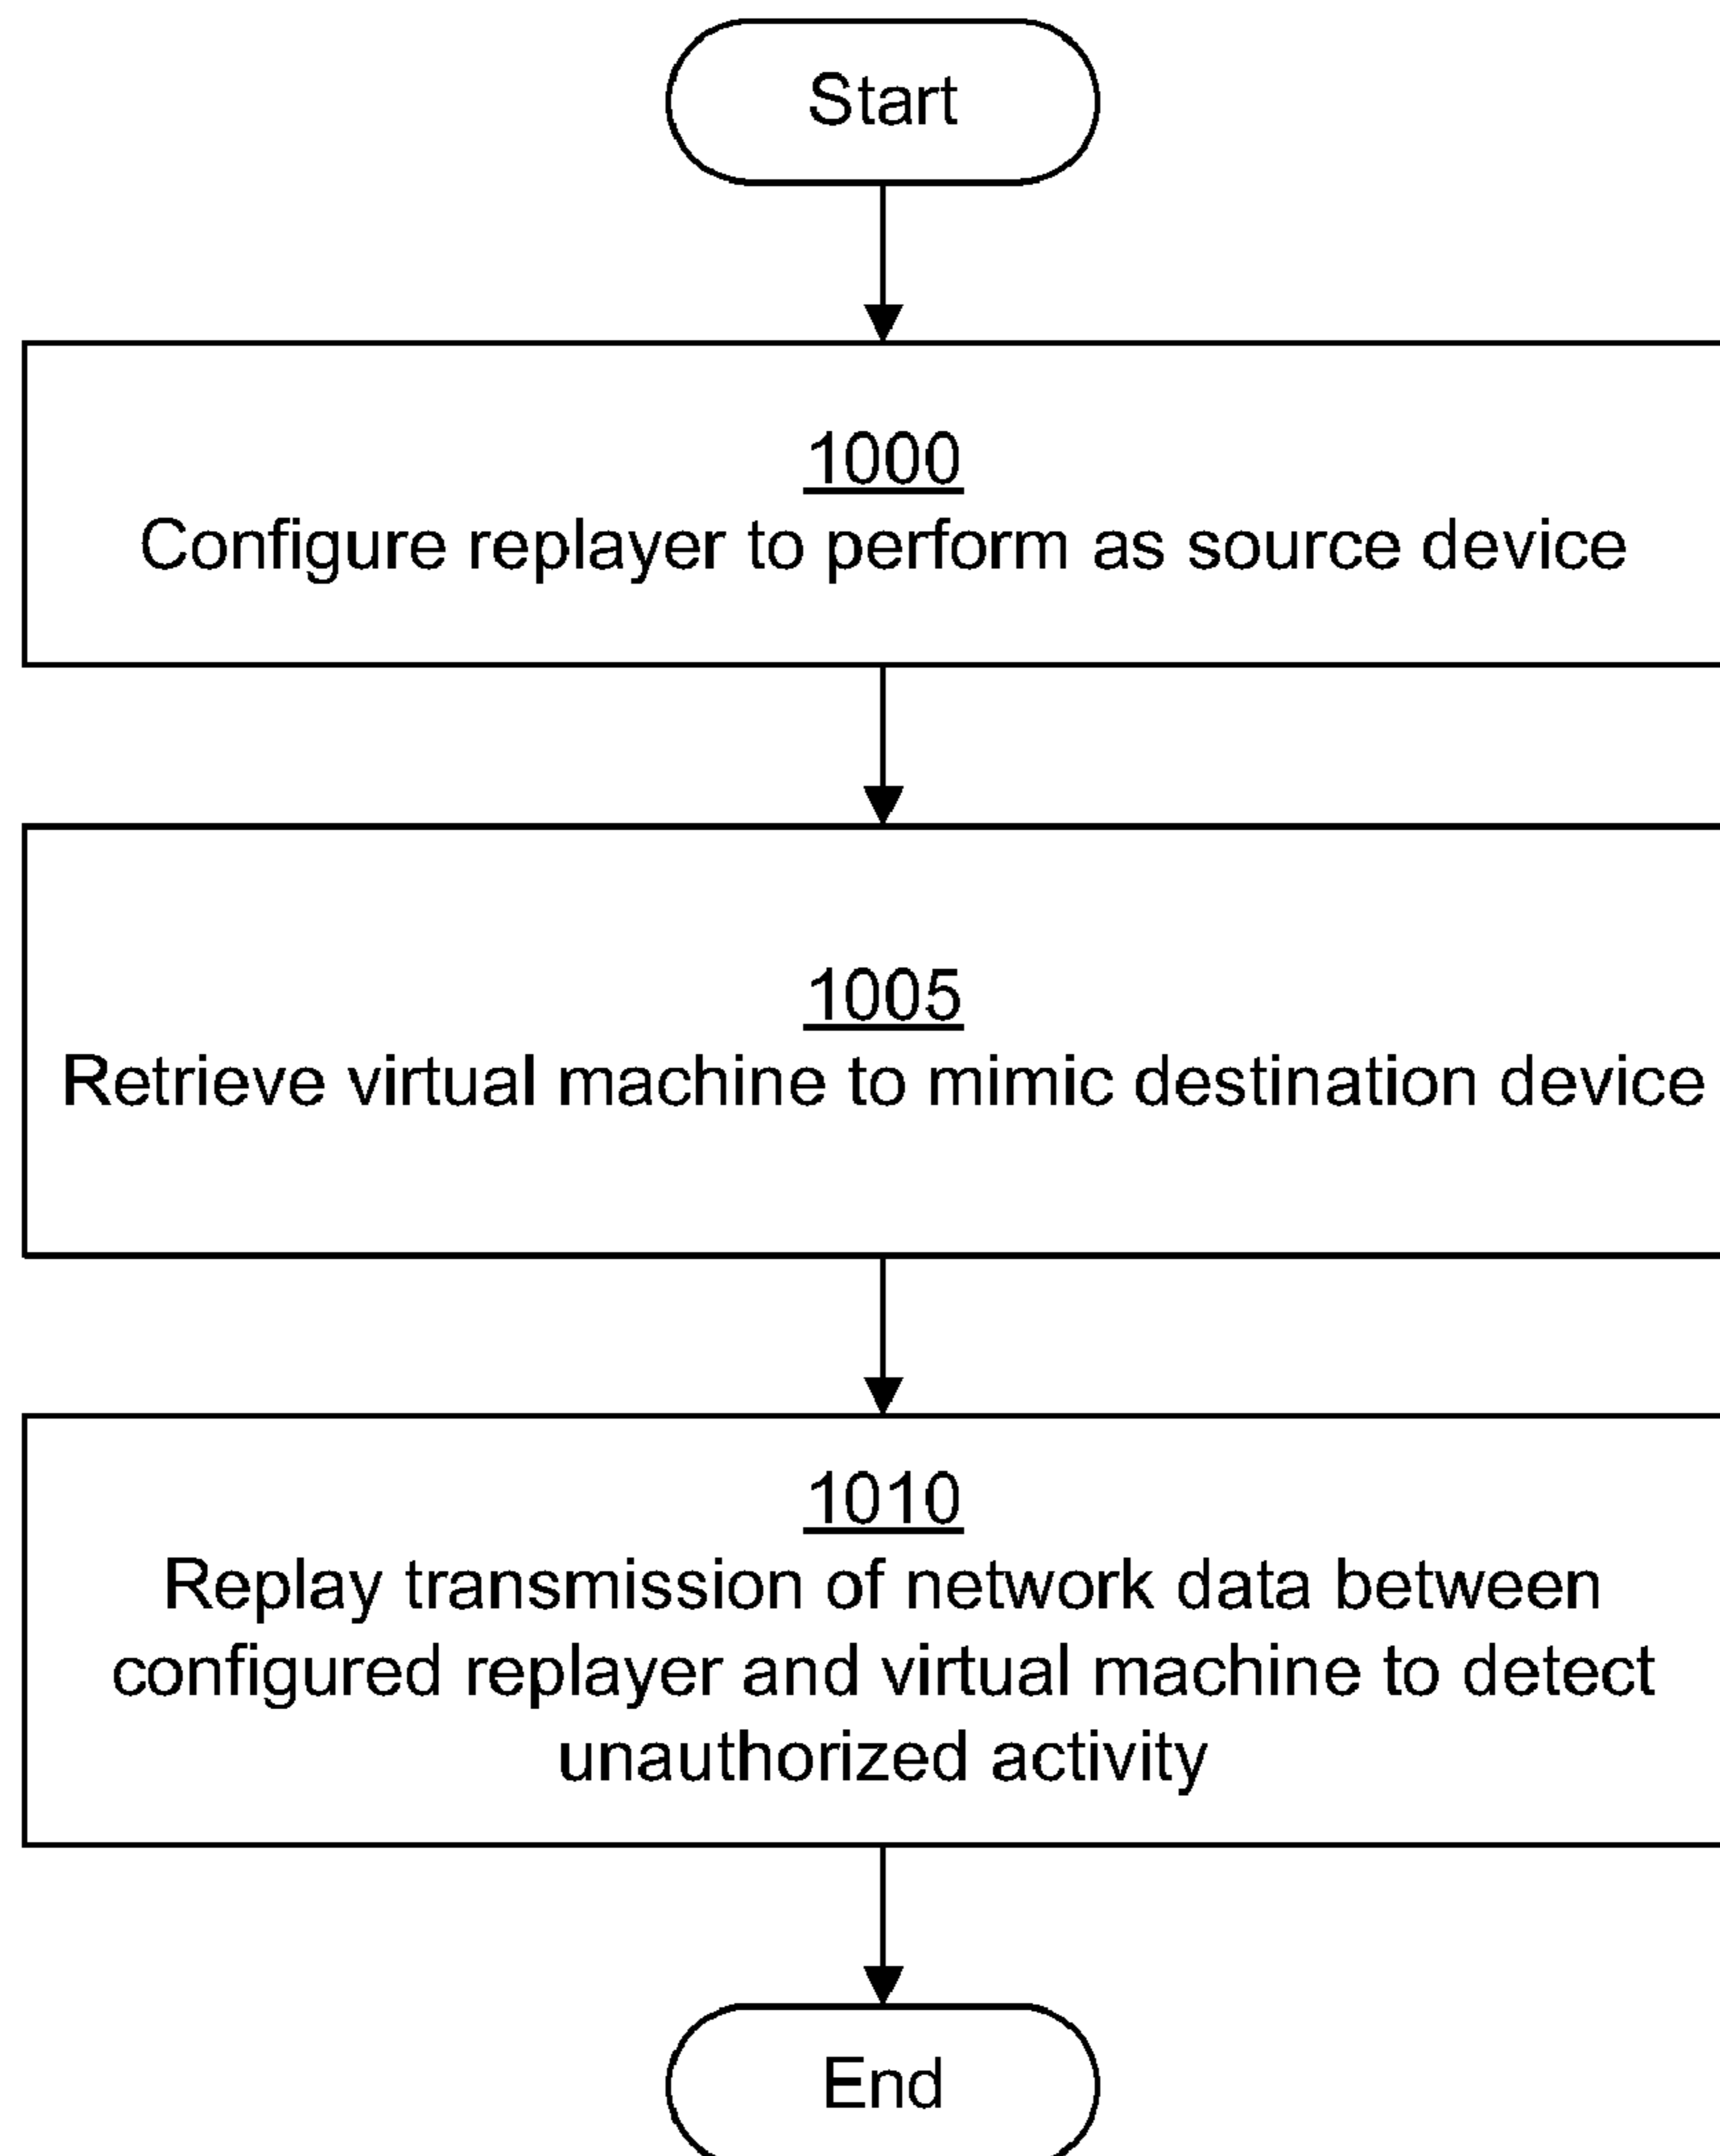 Start
1000
Configure replayer to perform as source device
1005
Retrieve virtual machine to mimic destination device
1010
Replay transmission of network data between
configured replayer and virtual machine to detect
unauthorized activity
End